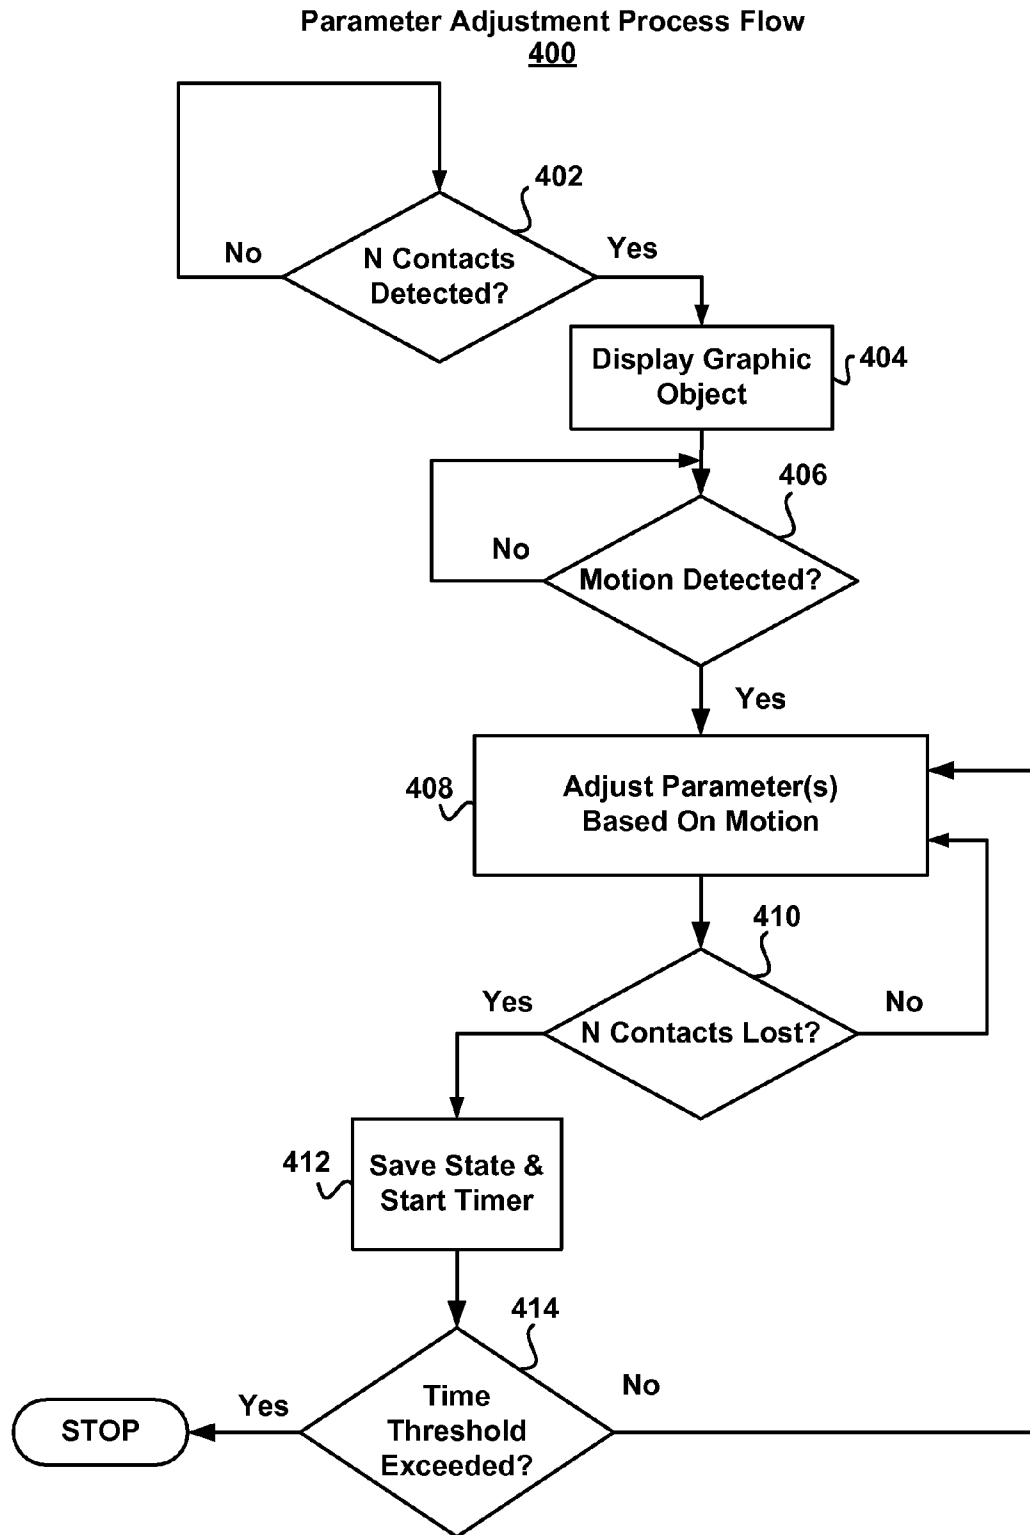 Parameter Adjustment Process Flow
400
402
No
N Contacts
Detected?
Yes
Display Graphic
Object
404
406
No
Motion Detected?
Yes
408
Adjust Parameter(s)
Based On Motion
410
Yes
N Contacts Lost?
No
412
Save State &
Start Timer
414
STOP
Yes
Time
Threshold
Exceeded?
No